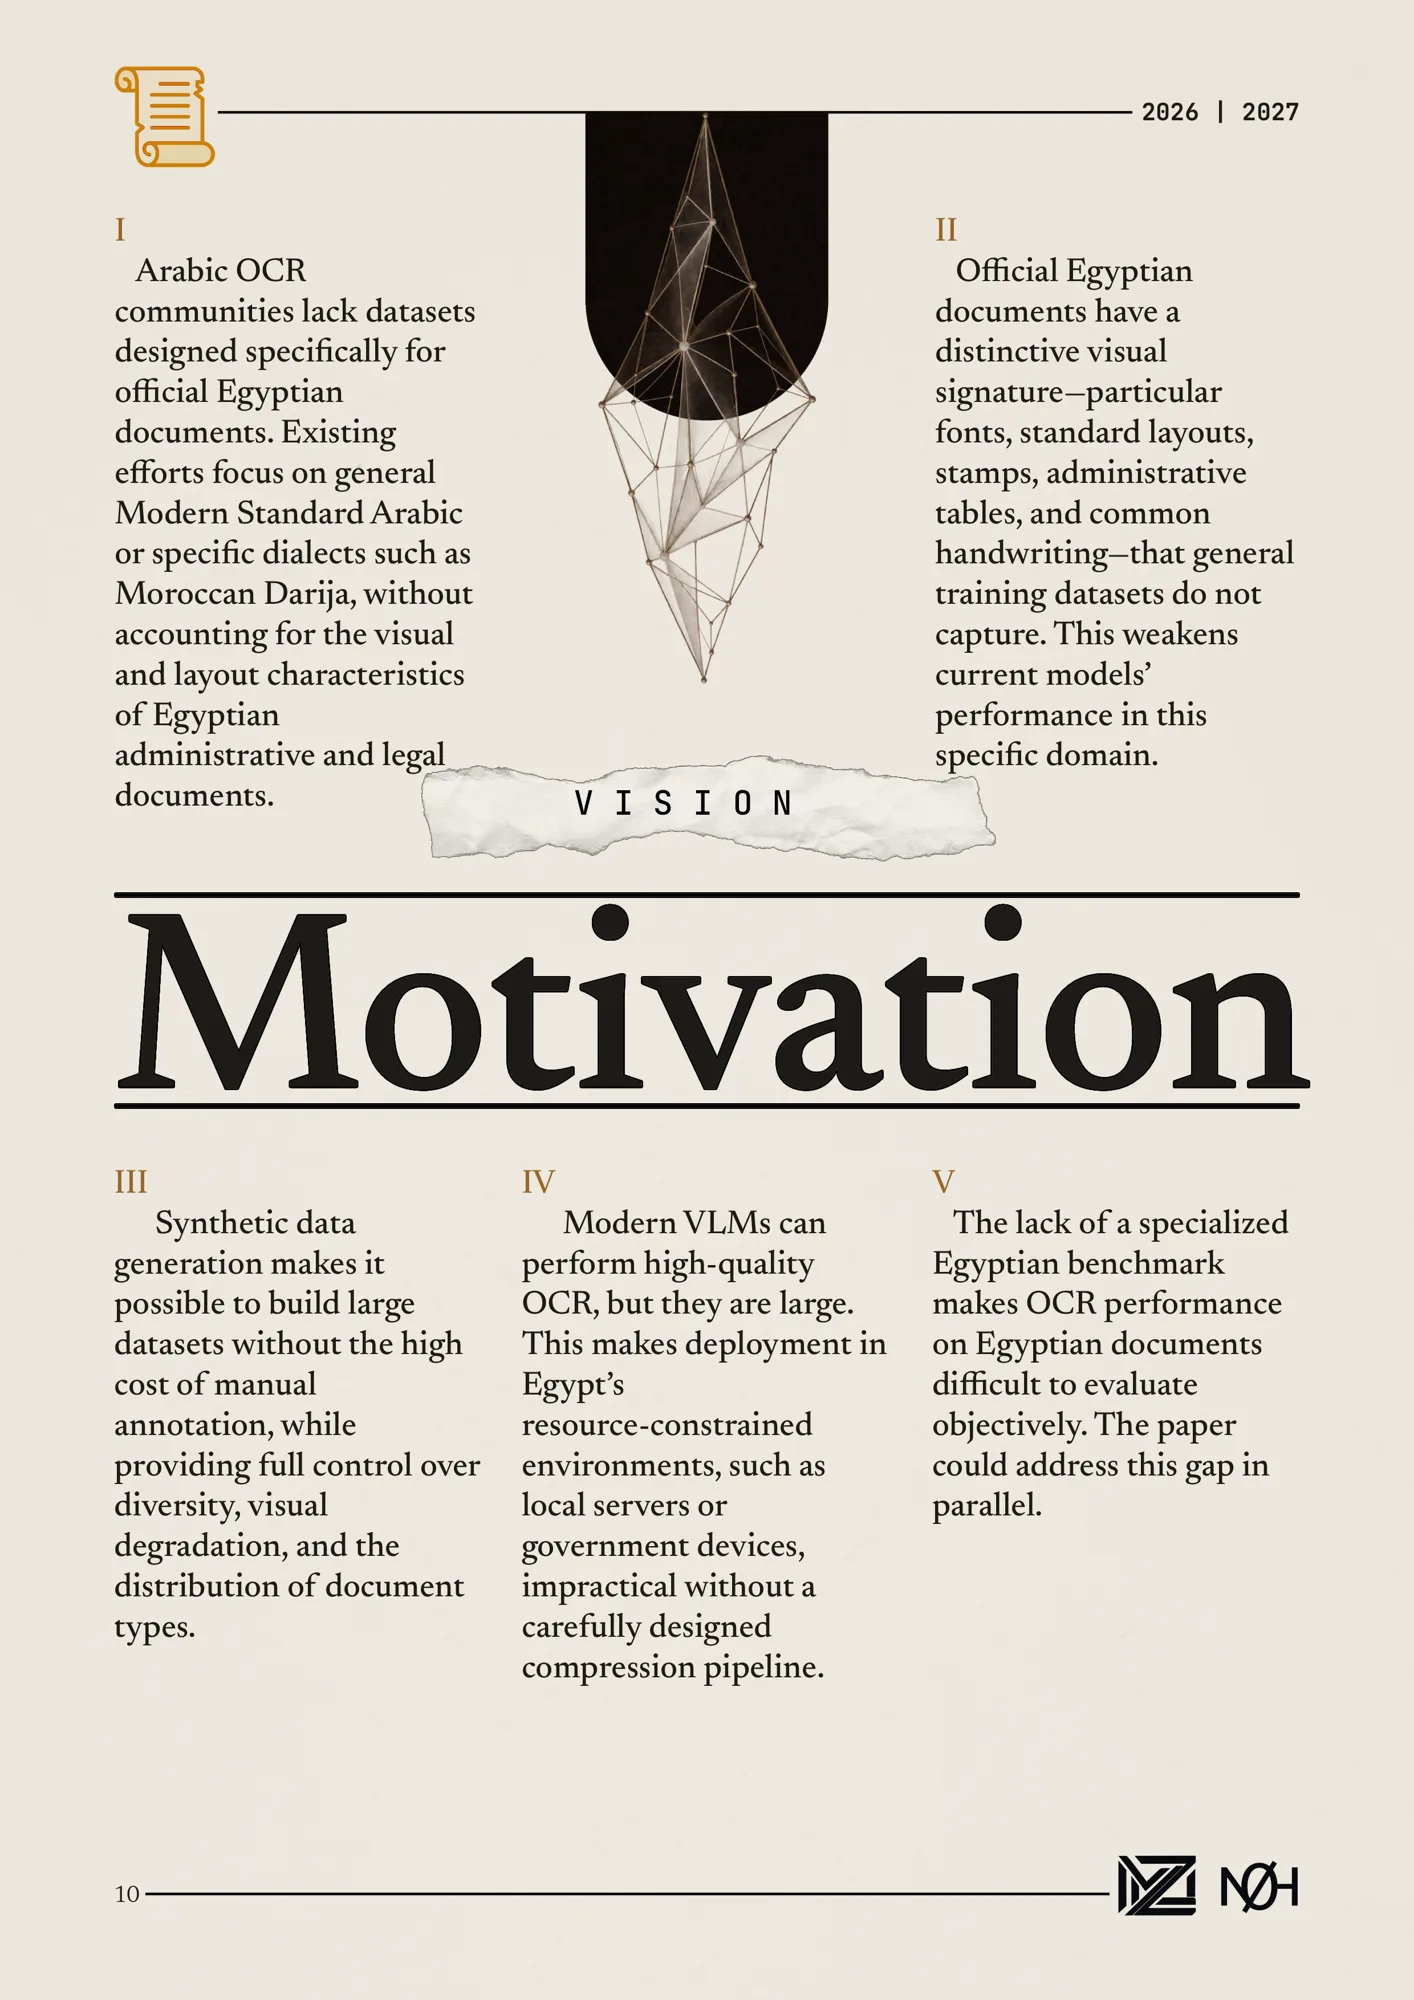 2026 | 2027
I
Arabic OCR
communities lack datasets
designed specifically for
official Egyptian
documents. Existing
efforts focus on general
Modern Standard Arabic
or specific dialects such as
Moroccan Darija, without
accounting for the visual
and layout characteristics
of Egyptian
administrative and legal
documents.
II
Official Egyptian
documents have a
distinctive visual
signature—particular
fonts, standard layouts,
stamps, administrative
tables, and common
handwriting—that general
training datasets do not
capture. This weakens
current models’
performance in this
specific domain.
VISION
Motivation
III
Synthetic data
generation makes it
possible to build large
datasets without the high
cost of manual
annotation, while
providing full control over
diversity, visual
degradation, and the
distribution of document
types.
IV
Modern VLMs can
perform high-quality
OCR, but they are large.
This makes deployment in
Egypt’s
resource-constrained
environments, such as
local servers or
government devices,
impractical without a
carefully designed
compression pipeline.
V
The lack of a specialized
Egyptian benchmark
makes OCR performance
on Egyptian documents
difficult to evaluate
objectively. The paper
could address this gap in
parallel.
10
NØH